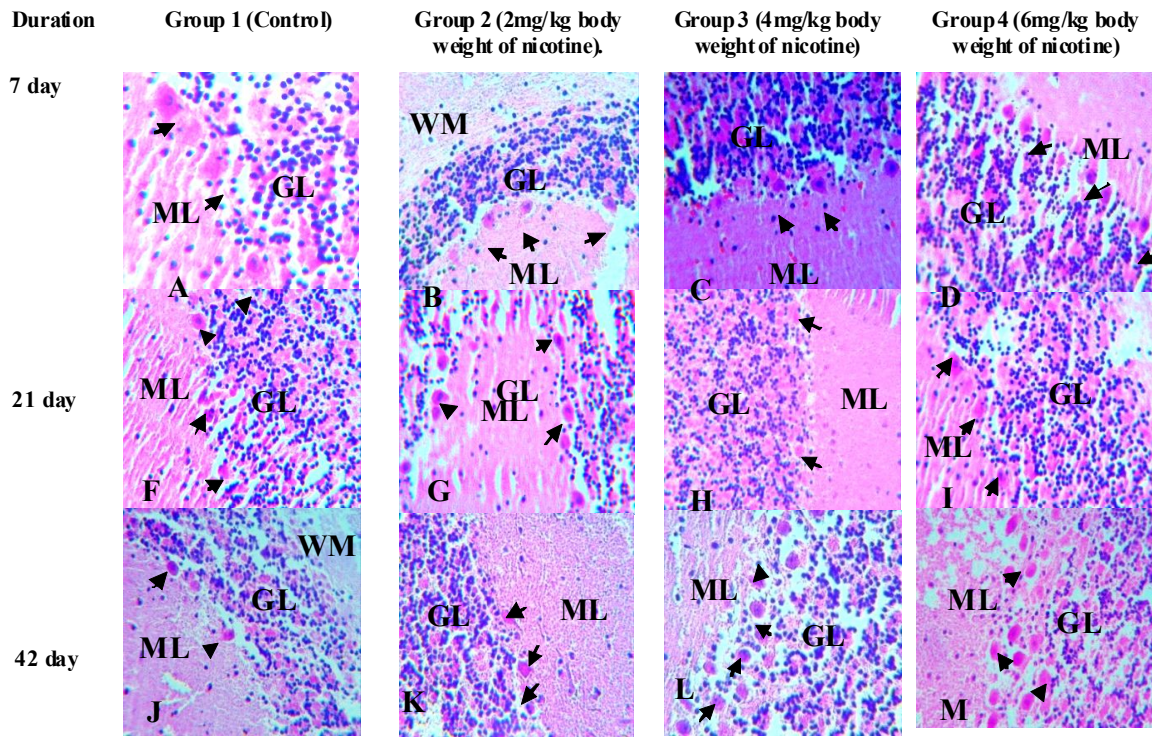 Duration
Group 1 (Control)
Group 2 (2mg/kg body
weight of nicotine).
Group 3 (4mg/kg body
weight of nicotine)
Group 4 (6mg/kg body
weight of nicotine)
7 day
ML
GL
A
WM
GL
ML
B
GL
ML
C
ML
GL
D
21 day
ML
GL
F
GL
ML
G
GL
ML
H
GL
ML
I
42 day
WM
GL
ML
J
GL
ML
K
ML
GL
L
ML
GL
M